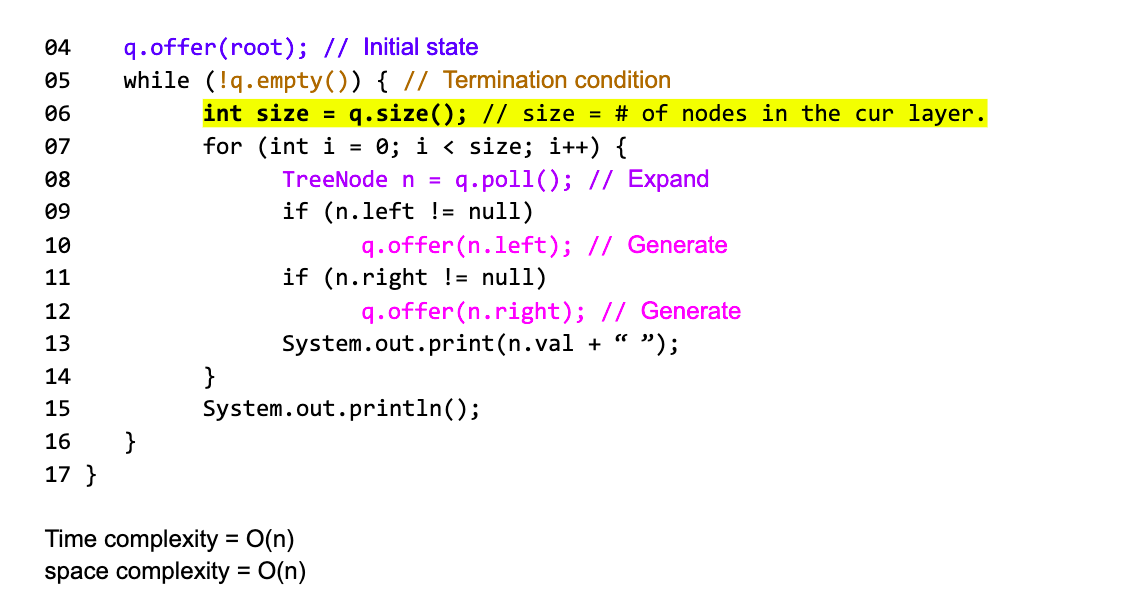 04 q.offer(root); // Initial state
05 while (!q.empty()) { // Termination condition
06 int size = q.size(); // size = # of nodes in the cur layer.
07 for (int i = 0; i < size; i++) {
08 TreeNode n = q.poll(); // Expand
09 if (n.left != null)
10 q.offer(n.left); // Generate
11 if (n.right != null)
12 q.offer(n.right); // Generate
13 System.out.print(n.val + “ ”);
14 }
15 System.out.println();
16 }
17 }
Time complexity = O(n)
space complexity = O(n)